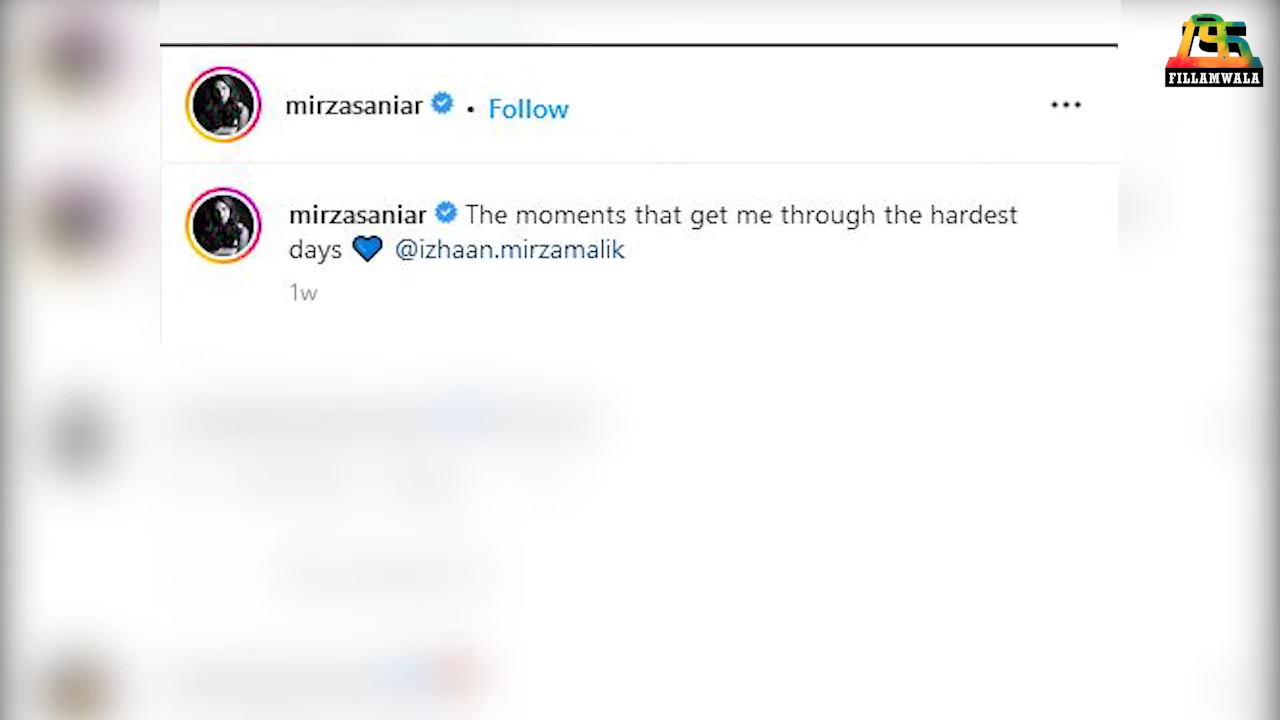 FILLAMWALA
mirzasaniar • Follow
mirzasaniar The moments that get me through the hardest
days 💙 @izhaan.mirzamalik
1w